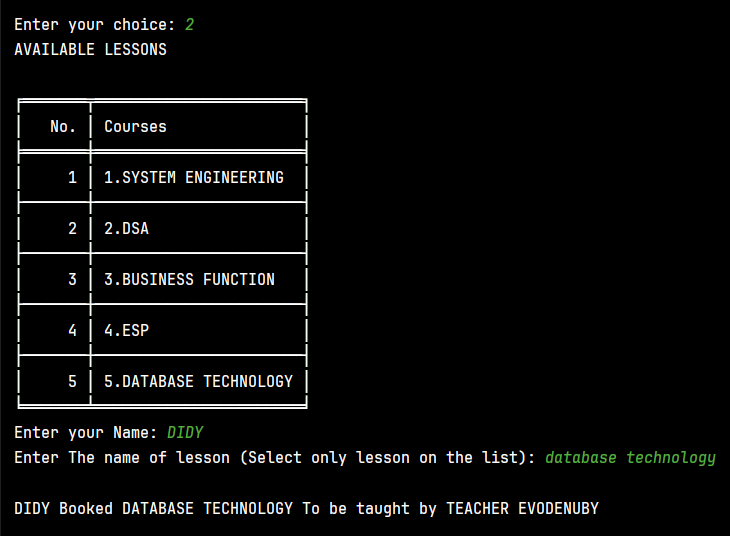 Enter your choice: 2
AVAILABLE LESSONS
No. Courses
1 1.SYSTEM ENGINEERING
2 2.DSA
3 3.BUSINESS FUNCTION
4 4.ESP
5 5.DATABASE TECHNOLOGY
Enter your Name: DIDY
Enter The name of lesson (Select only lesson on the list): database technology
DIDY Booked DATABASE TECHNOLOGY To be taught by TEACHER EVODENUBY